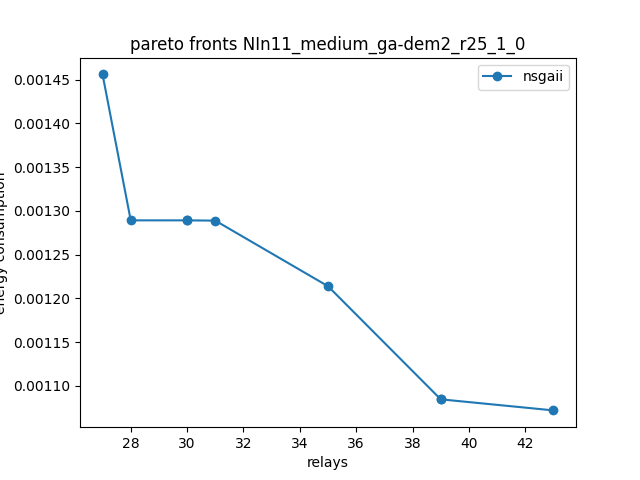 pareto fronts NIn11_medium_ga-dem2_r25_1_0
nsgaii
0.00145
0.00140
0.00135
0.00130
0.00125
0.00120
0.00115
0.00110
energy consumption
28 30 32 34 36 38 40 42
relays